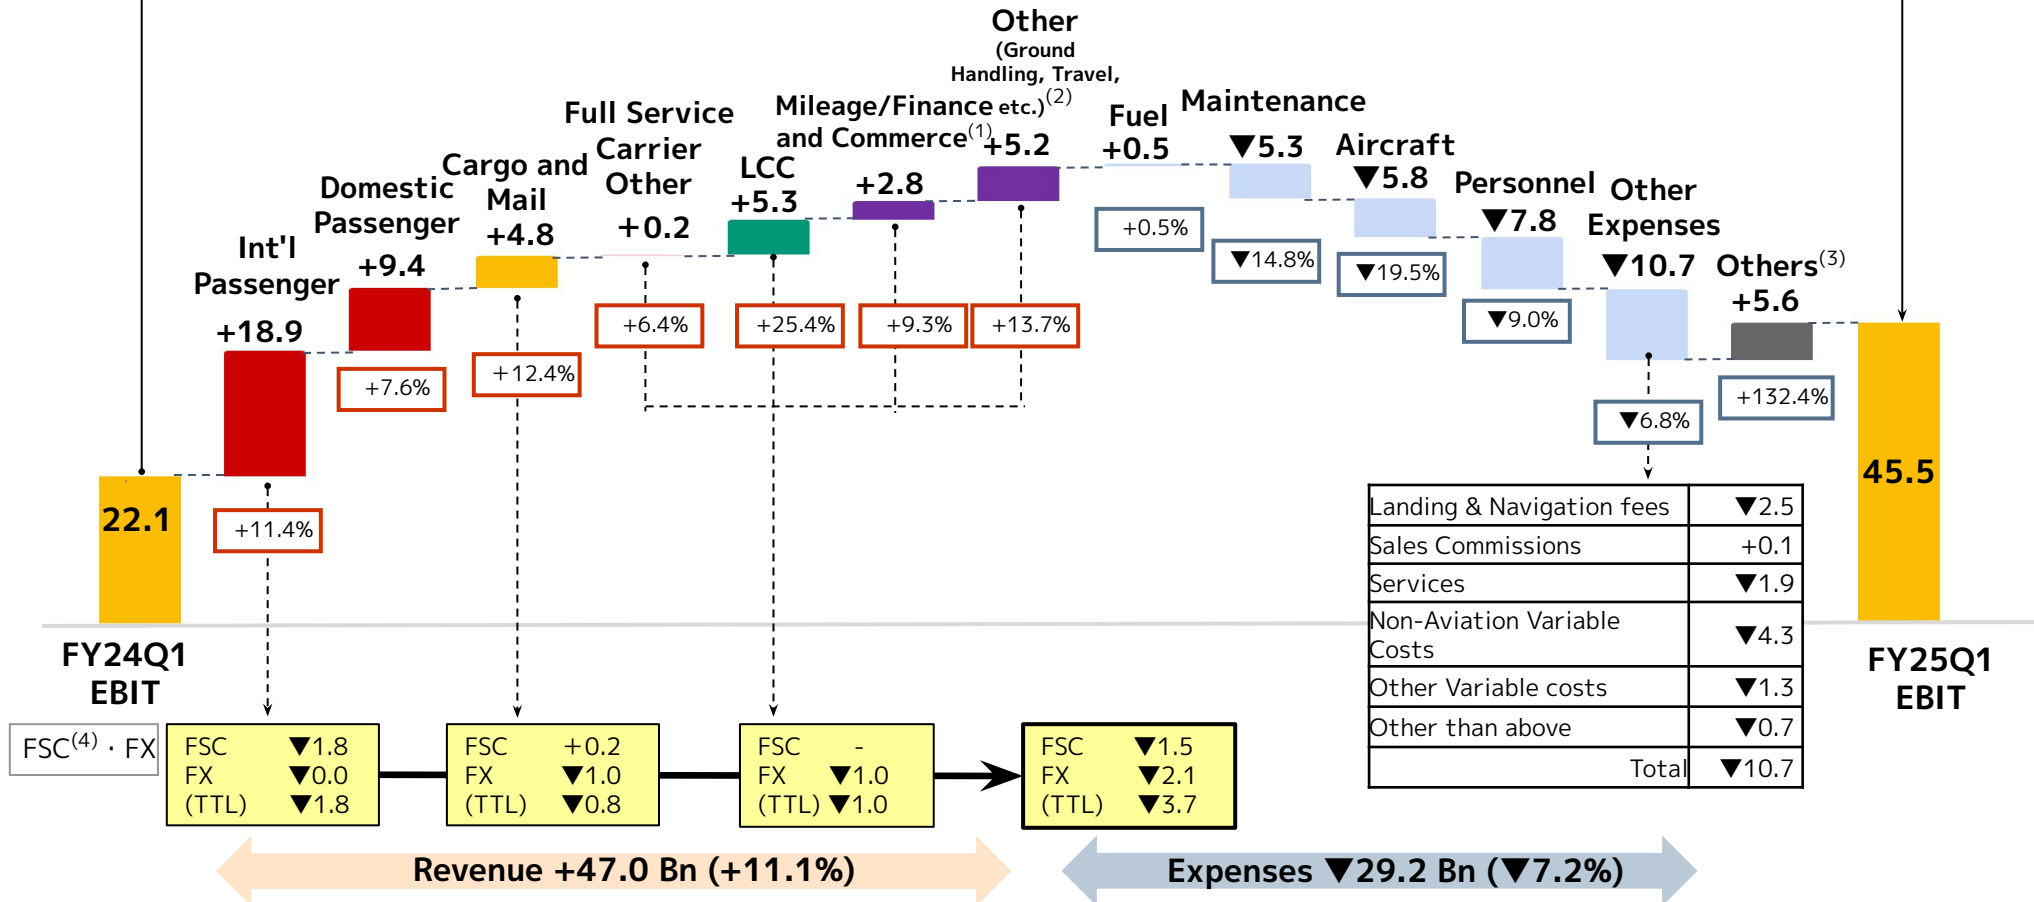 Other
(Ground
Handling, Travel,
etc.)(2)
+5.2
Mileage/Finance
and Commerce(1)
+2.8
Fuel
+0.5
Maintenance
▼5.3
Aircraft
▼5.8
Personnel
▼7.8
Other
Expenses
▼10.7
Others(3)
+5.6
Full Service
Carrier
Other
+0.2
LCC
+5.3
Cargo and
Mail
+4.8
Domestic
Passenger
+9.4
Int'l
Passenger
+18.9
+0.5%
▼14.8%
▼19.5%
▼9.0%
▼6.8%
+132.4%
+11.4%
+7.6%
+12.4%
+6.4%
+25.4%
+9.3%
+13.7%
22.1
45.5
Landing & Navigation fees ▼2.5
Sales Commissions +0.1
Services ▼1.9
Non-Aviation Variable
Costs ▼4.3
Other Variable costs ▼1.3
Other than above ▼0.7
Total ▼10.7
FY24Q1
EBIT
FY25Q1
EBIT
FSC(4) · FX
FSC ▼1.8
FX ▼0.0
(TTL) ▼1.8
FSC +0.2
FX ▼1.0
(TTL) ▼0.8
FSC -
FX ▼1.0
(TTL) ▼1.0
FSC ▼1.5
FX ▼2.1
(TTL) ▼3.7
Revenue +47.0 Bn (+11.1%)
Expenses ▼29.2 Bn (▼7.2%)